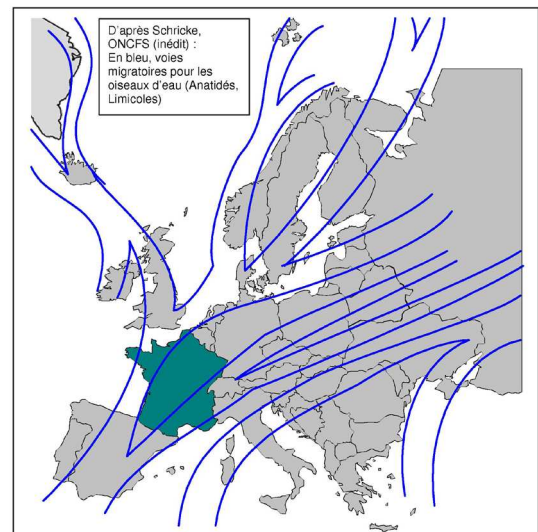 D'après Schricke,
ONCFS (inédit) :
En bleu, voies
migratoires pour les
oiseaux d'eau (Anatidés,
Limicoles)